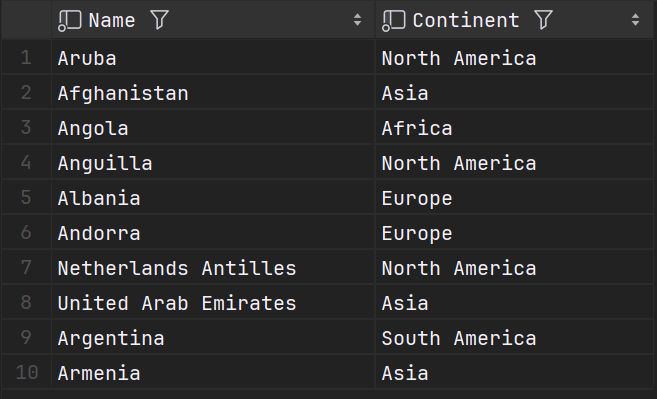 Name Continent
1 Aruba North America
2 Afghanistan Asia
3 Angola Africa
4 Anguilla North America
5 Albania Europe
6 Andorra Europe
7 Netherlands Antilles North America
8 United Arab Emirates Asia
9 Argentina South America
10 Armenia Asia